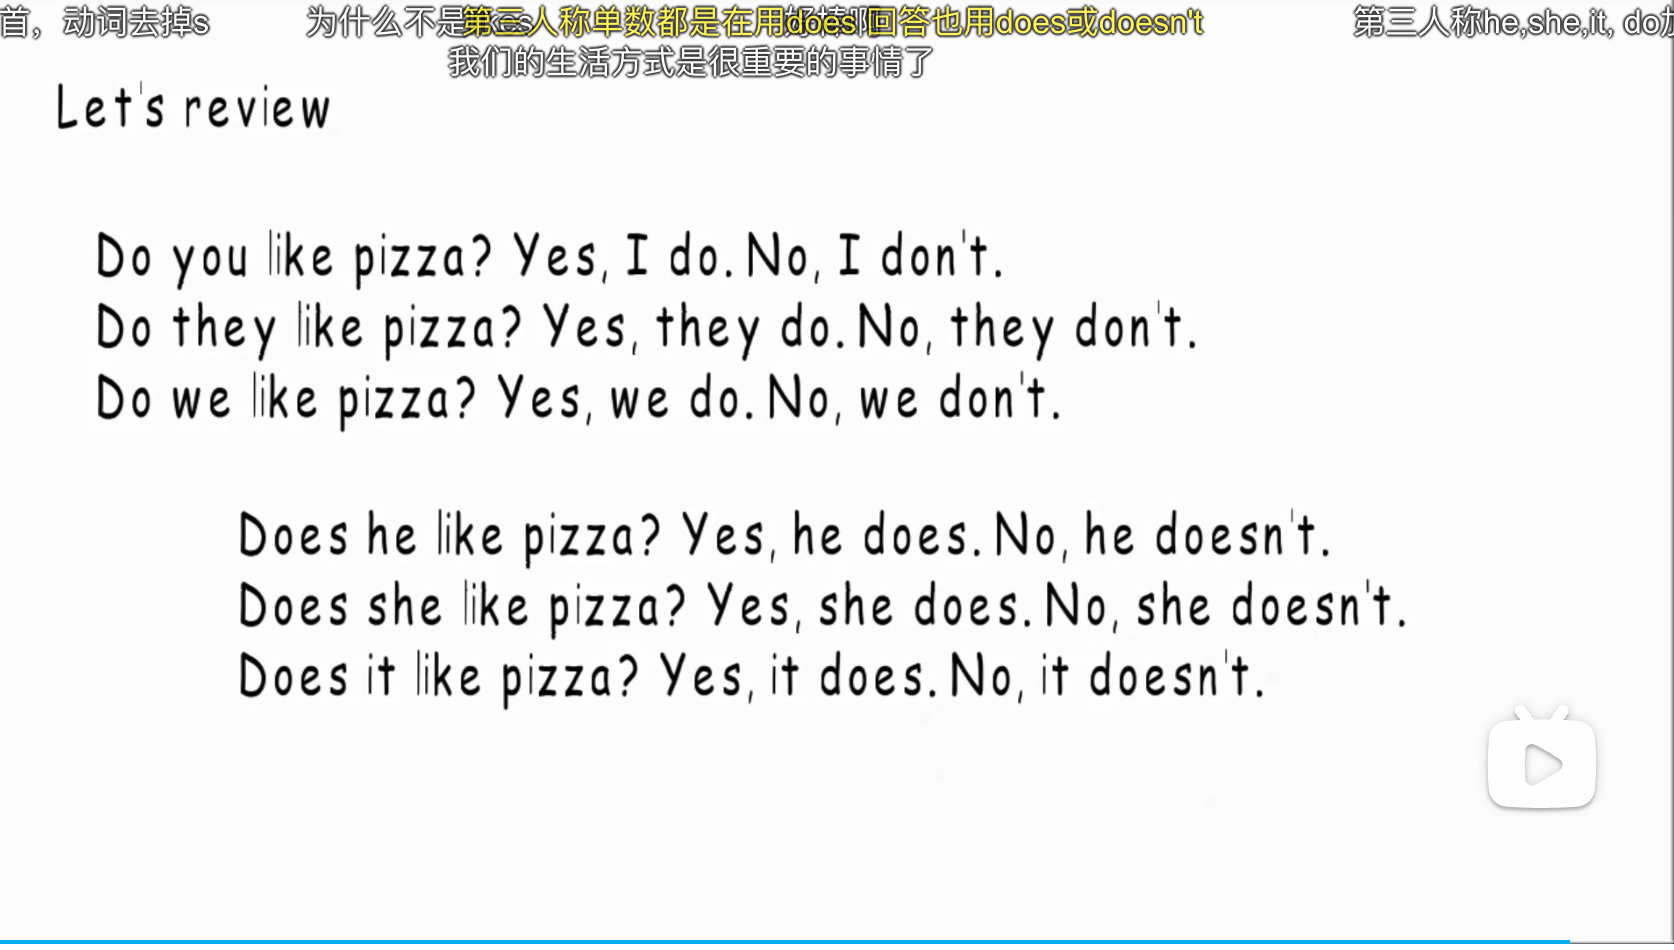 首，动词去掉s
为什么不是
第三人称单数都是在用does 回答也用does或doesn't
第三人称he,she,it, do
我们的生活方式是很重要的事情了
Let's review
Do you like pizza? Yes, I do. No, I don't.
Do they like pizza? Yes, they do. No, they don't.
Do we like pizza? Yes, we do. No, we don't.
Does he like pizza? Yes, he does. No, he doesn't.
Does she like pizza? Yes, she does. No, she doesn't.
Does it like pizza? Yes, it does. No, it doesn't.